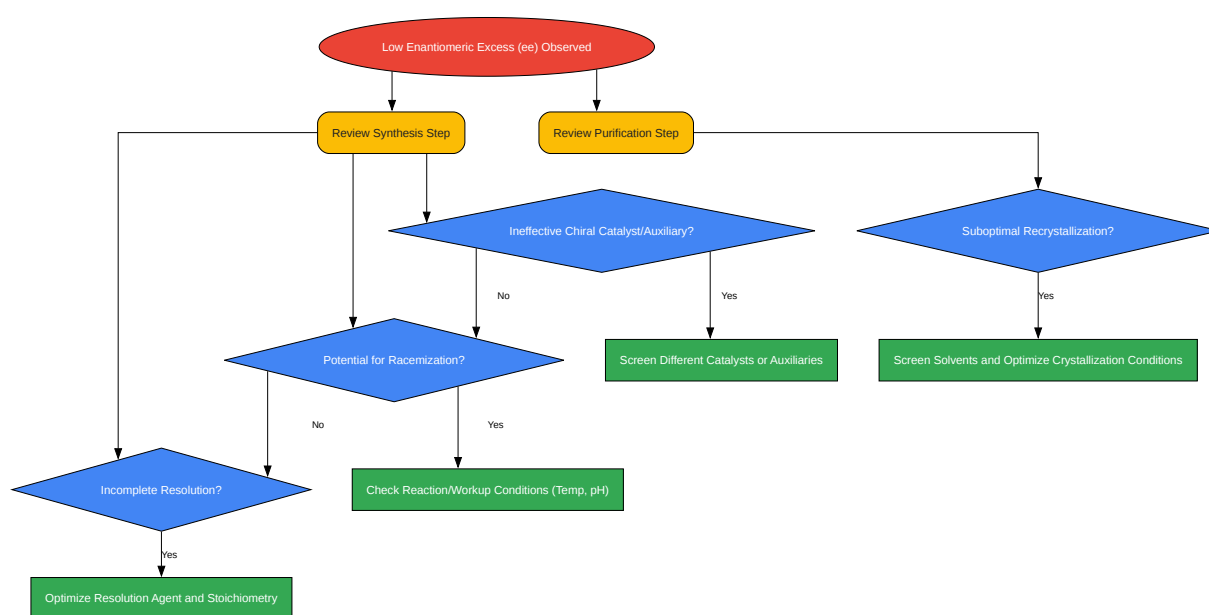 Low Enantiomeric Excess (ee) Observed
Review Synthesis Step
Review Purification Step
Ineffective Chiral Catalyst/Auxiliary?
Suboptimal Recrystallization?
No
Yes
Yes
Potential for Racemization?
Screen Different Catalysts or Auxiliaries
Screen Solvents and Optimize Crystallization Conditions
No
Yes
Incomplete Resolution?
Check Reaction/Workup Conditions (Temp, pH)
Yes
Optimize Resolution Agent and Stoichiometry